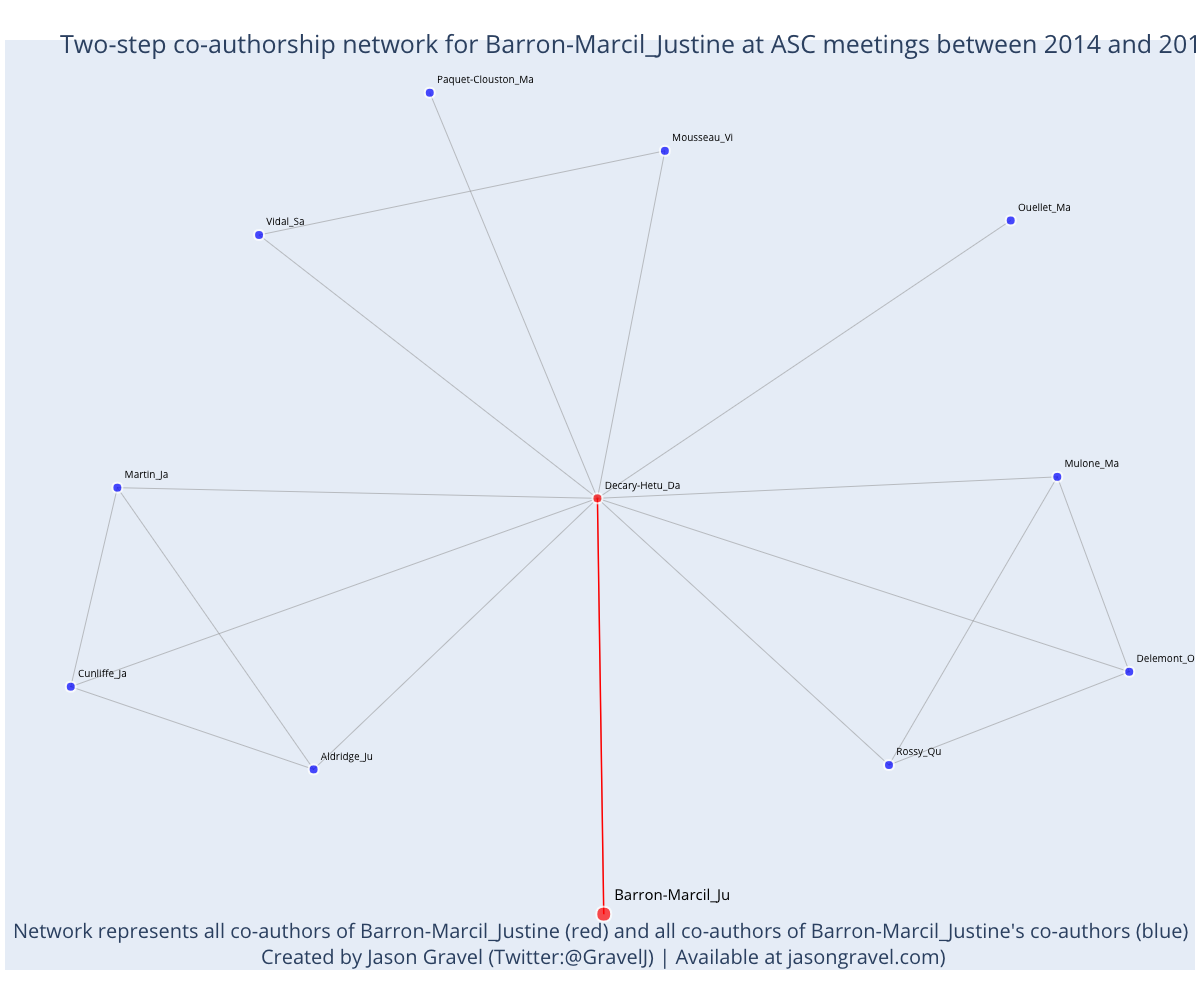 Two-step co-authorship network for Barron-Marcil_Justine at ASC meetings between 2014 and 201
Paquet-Clouston_Ma
Mousseau_Vi
Ouellet_Ma
Vidal_Sa
Mulone_Ma
Martin_Ja
Decary-Hetu_Da
Delemont_O
Cunliffe_Ja
Rossy_Qu
Aldridge_Ju
Barron-Marcil_Ju
Network represents all co-authors of Barron-Marcil_Justine (red) and all co-authors of Barron-Marcil_Justine's co-authors (blue)
Created by Jason Gravel (Twitter:@GravelJ) | Available at jasongravel.com)